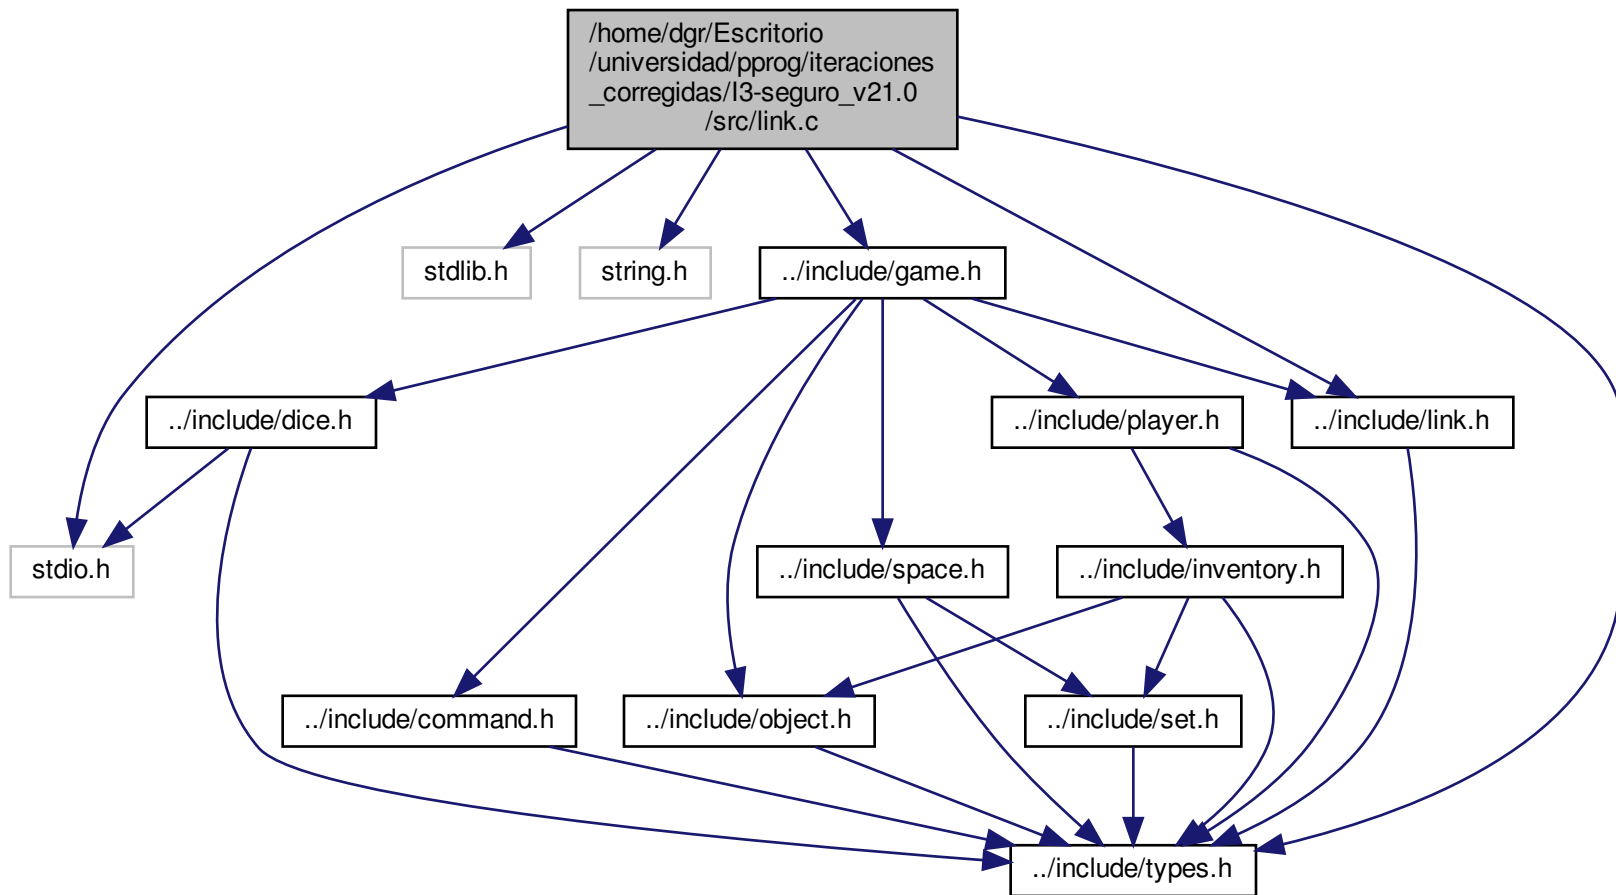 /home/dgr/Escritorio
/universidad/pprog/iteraciones
_corregidas/I3-seguro_v21.0
/src/link.c
stdlib.h
string.h
../include/game.h
../include/dice.h
../include/player.h
../include/link.h
stdio.h
../include/space.h
../include/inventory.h
../include/command.h
../include/object.h
../include/set.h
../include/types.h